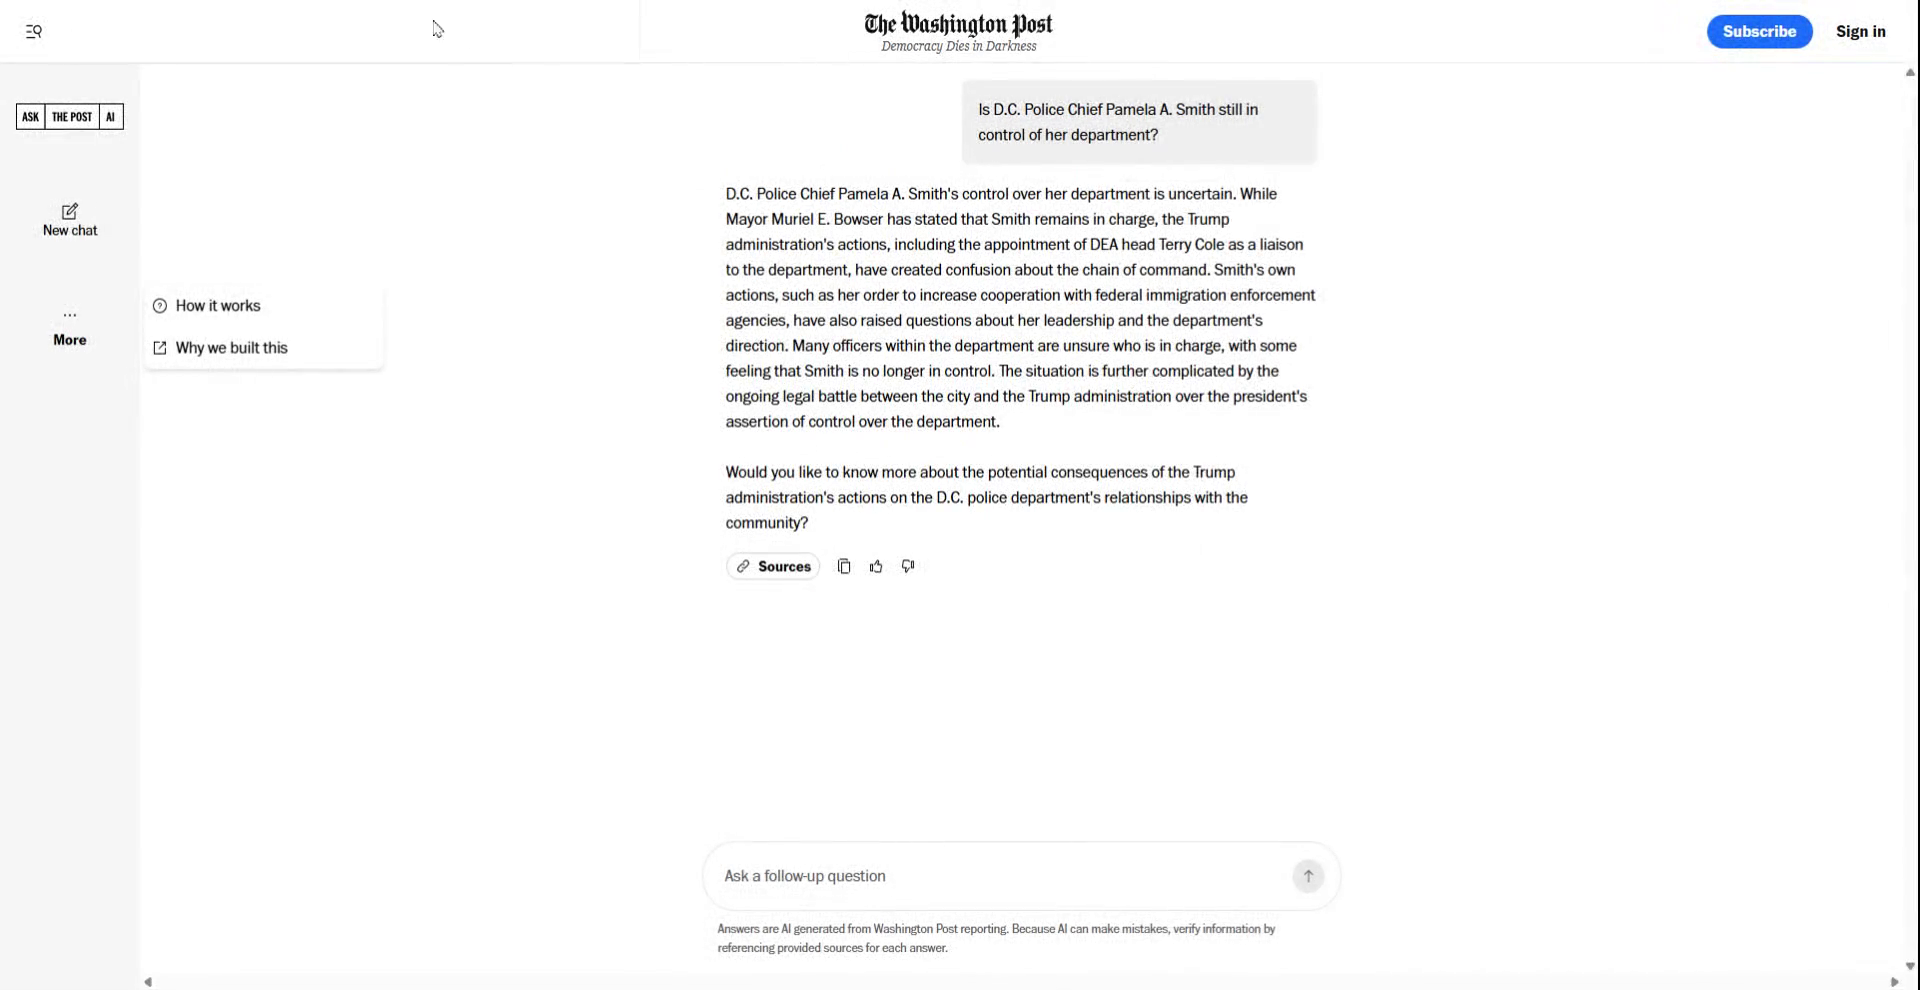 The Washington Post
Democracy Dies in Darkness
Subscribe
Sign in
ASK THE POST AI
New chat
...
More
How it works
Why we built this
Is D.C. Police Chief Pamela A. Smith still in
control of her department?
D.C. Police Chief Pamela A. Smith's control over her department is uncertain. While
Mayor Muriel E. Bowser has stated that Smith remains in charge, the Trump
administration's actions, including the appointment of DEA head Terry Cole as a liaison
to the department, have created confusion about the chain of command. Smith's own
actions, such as her order to increase cooperation with federal immigration enforcement
agencies, have also raised questions about her leadership and the department's
direction. Many officers within the department are unsure who is in charge, with some
feeling that Smith is no longer in control. The situation is further complicated by the
ongoing legal battle between the city and the Trump administration over the president's
assertion of control over the department.
Would you like to know more about the potential consequences of the Trump
administration's actions on the D.C. police department's relationships with the
community?
Sources
Ask a follow-up question
Answers are AI generated from Washington Post reporting. Because AI can make mistakes, verify information by
referencing provided sources for each answer.